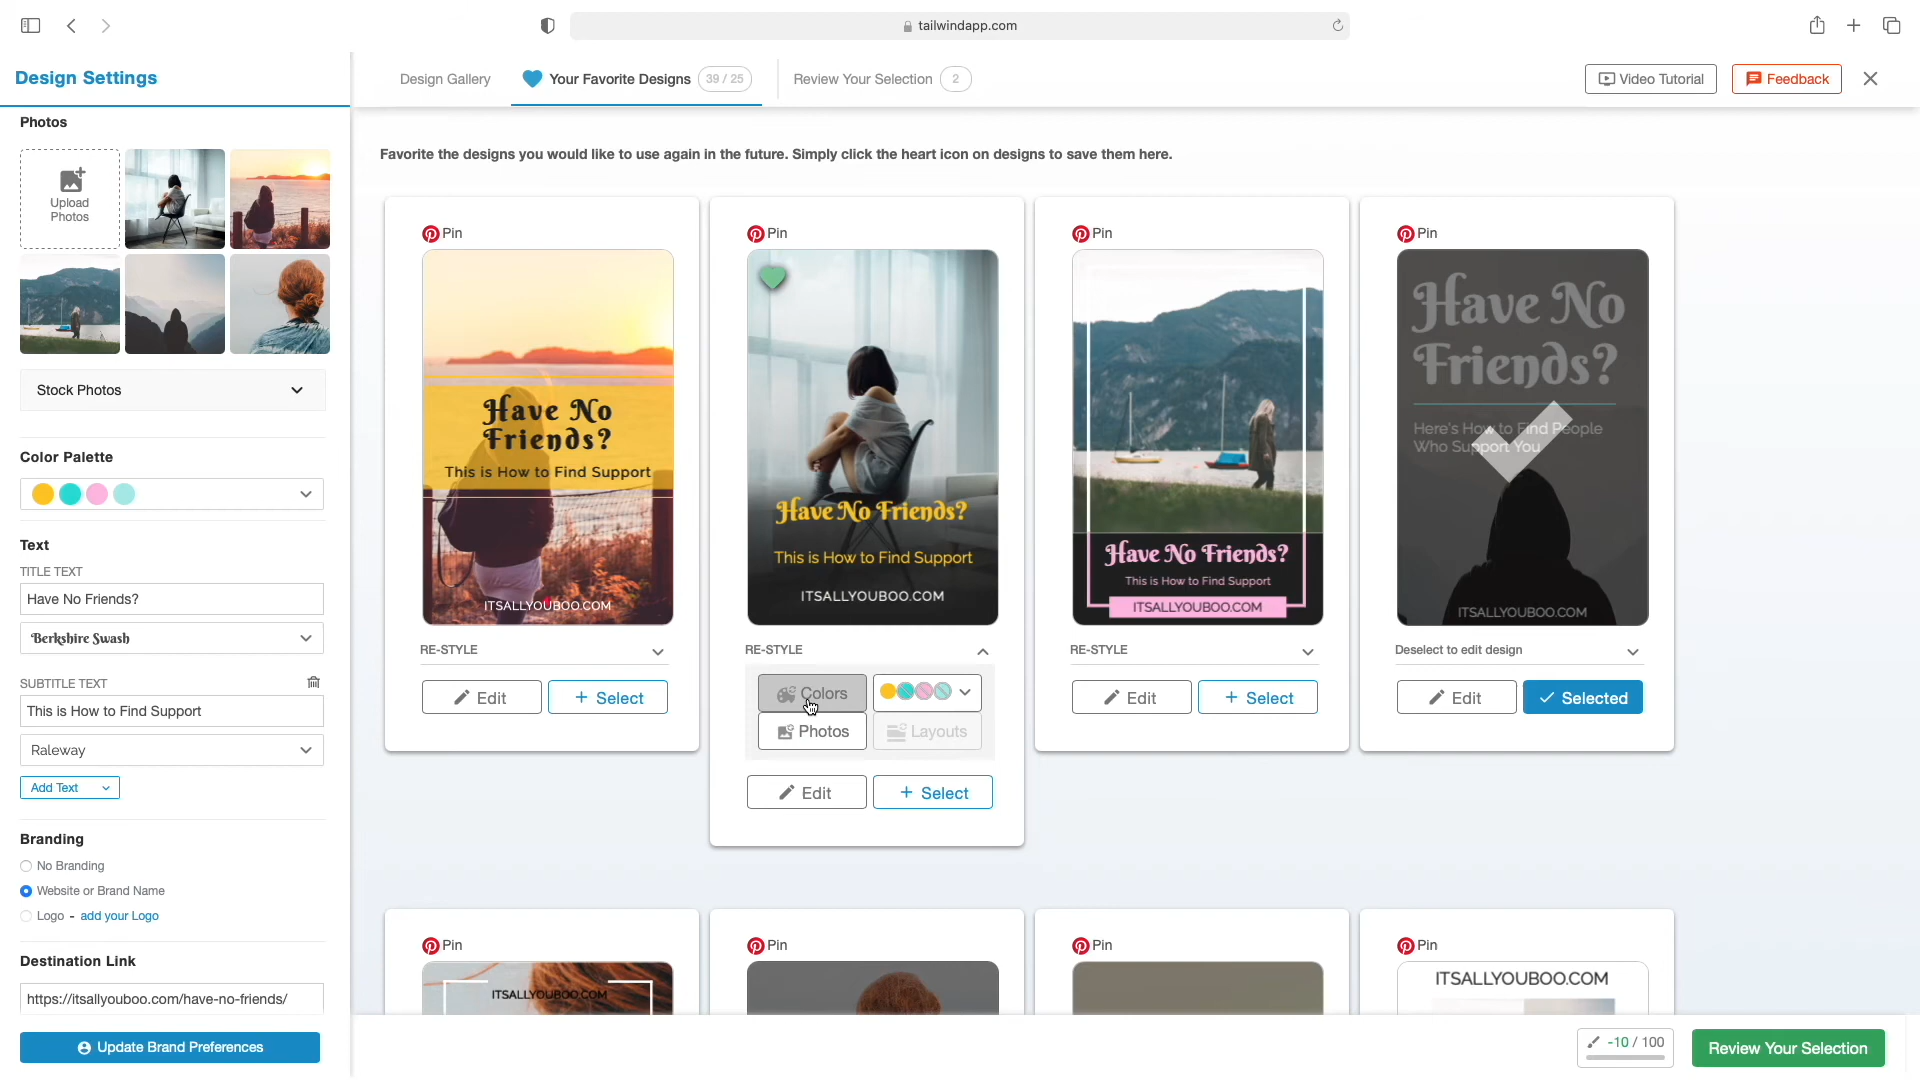 tailwindapp.com
Design Settings
Design Gallery
Your Favorite Designs
39 / 25
Review Your Selection
2
Video Tutorial
Feedback
Photos
Upload
Photos
Stock Photos
Color Palette
Text
TITLE TEXT
Have No Friends?
Berkshire Swash
SUBTITLE TEXT
This is How to Find Support
Raleway
Add Text
Branding
No Branding
Website or Brand Name
Logo - add your Logo
Destination Link
https://itsallyouboo.com/have-no-friends/
Update Brand Preferences
Favorite the designs you would like to use again in the future. Simply click the heart icon on designs to save them here.
Pin
Have No
Friends?
This is How to Find Support
ITSALLYOUBOO.COM
RE-STYLE
Edit
+ Select
Pin
Have No Friends?
This is How to Find Support
ITSALLYOUBOO.COM
RE-STYLE
Colors
Photos
Layouts
Edit
+ Select
Pin
Have No Friends?
This is How to Find Support
ITSALLYOUBOO.COM
RE-STYLE
Edit
+ Select
Pin
Have No
Friends?
Here's How to Find People
Who Support You
ITSALLYOUBOO.COM
Deselect to edit design
Edit
Selected
Pin
ITSALLYOUBOO.COM
Pin
Pin
Pin
ITSALLYOUBOO.COM
-10 / 100
Review Your Selection